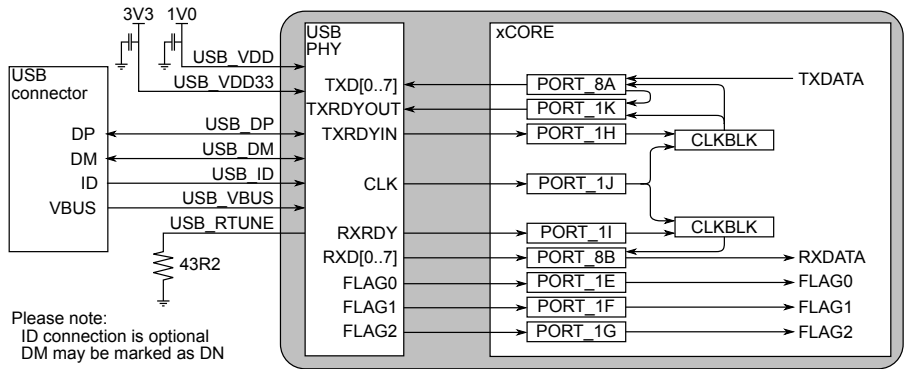 3V3 1V0
USB_VDD
USB_VDD33
USB
connector
DP
DM
ID
VBUS
USB_DP
USB_DM
USB_ID
USB_VBUS
USB_RTUNE
43R2
Please note:
ID connection is optional
DM may be marked as DN
USB
PHY
TXD[0..7]
TXRDYOUT
TXRDYIN
CLK
RXRDY
RXD[0..7]
FLAG0
FLAG1
FLAG2
xCORE
PORT_8A
PORT_1K
PORT_1H
PORT_1J
PORT_1I
PORT_8B
PORT_1E
PORT_1F
PORT_1G
CLKBLK
CLKBLK
TXDATA
RXDATA
FLAG0
FLAG1
FLAG2